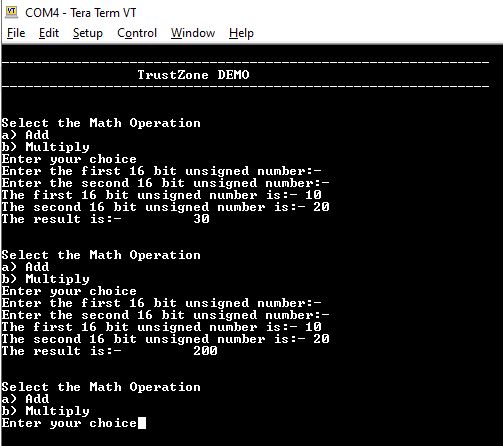 COM4 - Tera Term VT
File Edit Setup Control Window Help
TrustZone DEMO
Select the Math Operation
a) Add
b) Multiply
Enter your choice
Enter the first 16 bit unsigned number:-
Enter the second 16 bit unsigned number:-
The first 16 bit unsigned number is:- 10
The second 16 bit unsigned number is:- 20
The result is:- 30
Select the Math Operation
a) Add
b) Multiply
Enter your choice
Enter the first 16 bit unsigned number:-
Enter the second 16 bit unsigned number:-
The first 16 bit unsigned number is:- 10
The second 16 bit unsigned number is:- 20
The result is:- 200
Select the Math Operation
a) Add
b) Multiply
Enter your choice